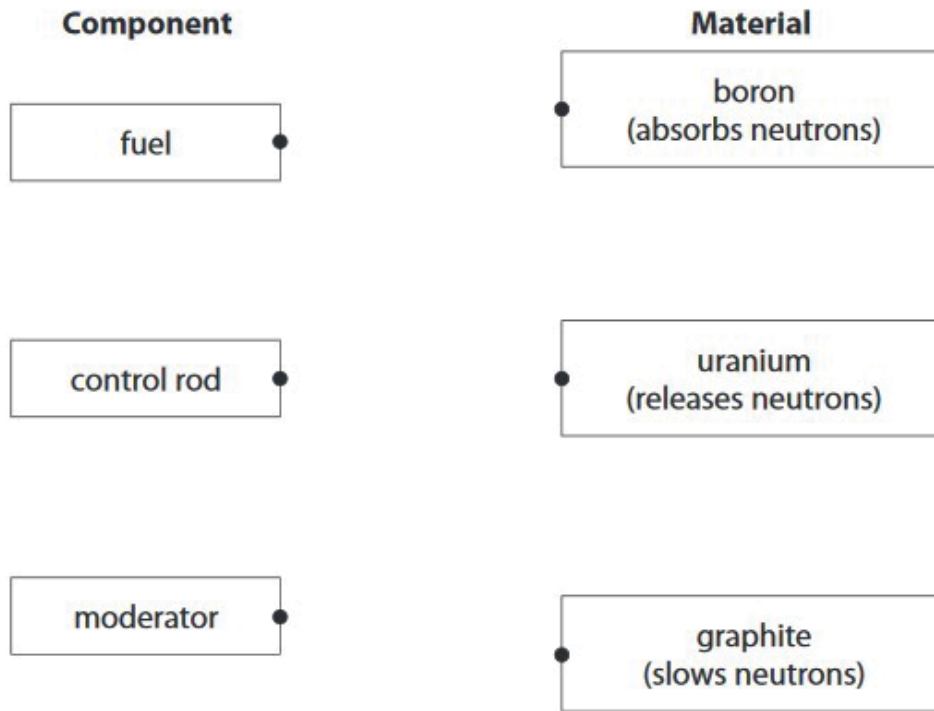 Component
Material
fuel
boron
(absorbs neutrons)
control rod
uranium
(releases neutrons)
moderator
graphite
(slows neutrons)